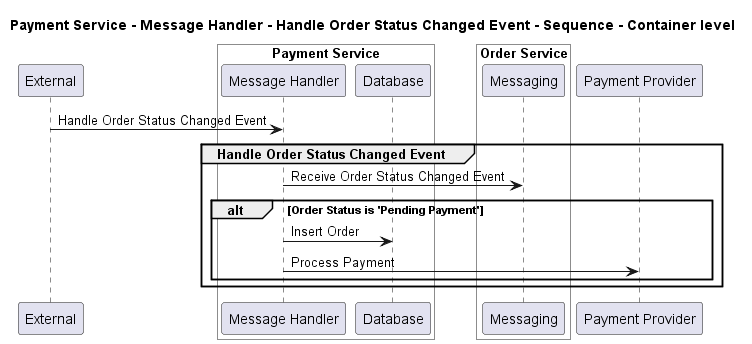 Payment Service - Message Handler - Handle Order Status Changed Event - Sequence - Container level
Payment Service
Order Service
External
Message Handler
Database
Messaging
Payment Provider
Handle Order Status Changed Event
Handle Order Status Changed Event
Receive Order Status Changed Event
alt
[Order Status is 'Pending Payment']
Insert Order
Process Payment
External
Message Handler
Database
Messaging
Payment Provider